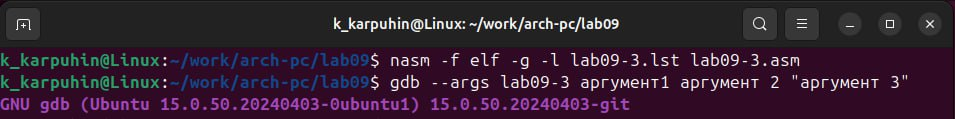 k_karpuhin@Linux: ~/work/arch-pc/lab09
k_karpuhin@Linux:~/work/arch-pc/lab09$ nasm -f elf -g -l lab09-3.lst lab09-3.asm
k_karpuhin@Linux:~/work/arch-pc/lab09$ gdb --args lab09-3 аргумент1 аргумент 2 "аргумент 3"
GNU gdb (Ubuntu 15.0.50.20240403-0ubuntu1) 15.0.50.20240403-git